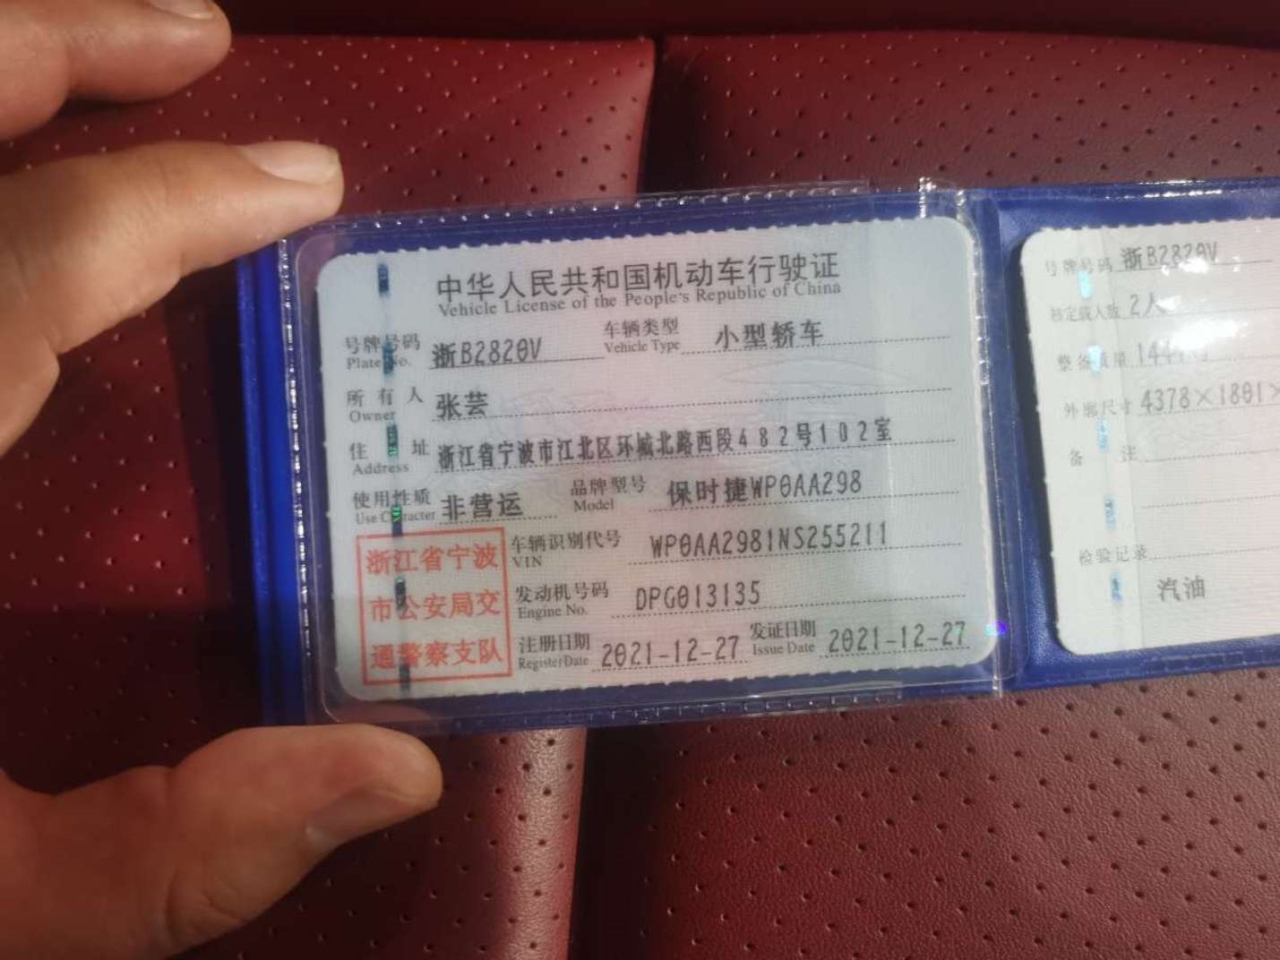 中华人民共和国机动车行驶证
Vehicle License of the People's Republic of China
号牌号码 浙B2820V 车辆类型 小型轿车
Plate No. Vehicle Type
所有人 张芸
Owner
住址 浙江省宁波市江北区环城北路西段482号102室
Address
使用性质 非营运 品牌型号 保时捷WP0AA298
Use Character Model
浙江省宁波
市公安局交
通警察支队
车辆识别代号 WP0AA2981NS255211
VIN
发动机号码 DPG013135
Engine No.
注册日期 2021-12-27 发证日期 2021-12-27
Register Date Issue Date
号牌号码 浙B2820V
核定载人数 2人
整备质量
外廓尺寸 4378×1801×
备注
检验记录
汽油